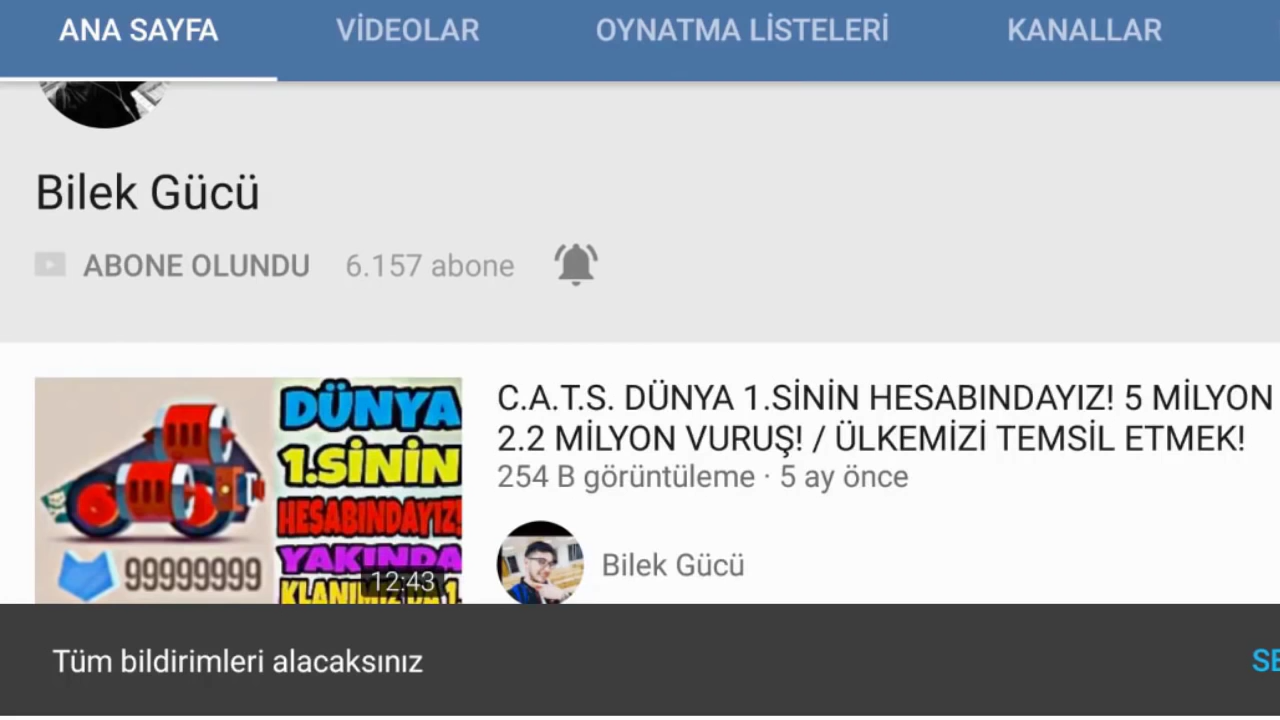 ANA SAYFA VİDEOLAR OYNATMA LİSTELERİ KANALLAR
Bilek Gücü
ABONE OLUNDU 6.157 abone
DÜNYA
1.SİNİN
HESABINDAYIZ!
YAKINDA
12:43
99999999
C.A.T.S. DÜNYA 1.SİNİN HESABINDAYIZ! 5 MİLYON
2.2 MİLYON VURUŞ! / ÜLKEMİZİ TEMSİL ETMEK!
254 B görüntüleme · 5 ay önce
Bilek Gücü
Tüm bildirimleri alacaksınız